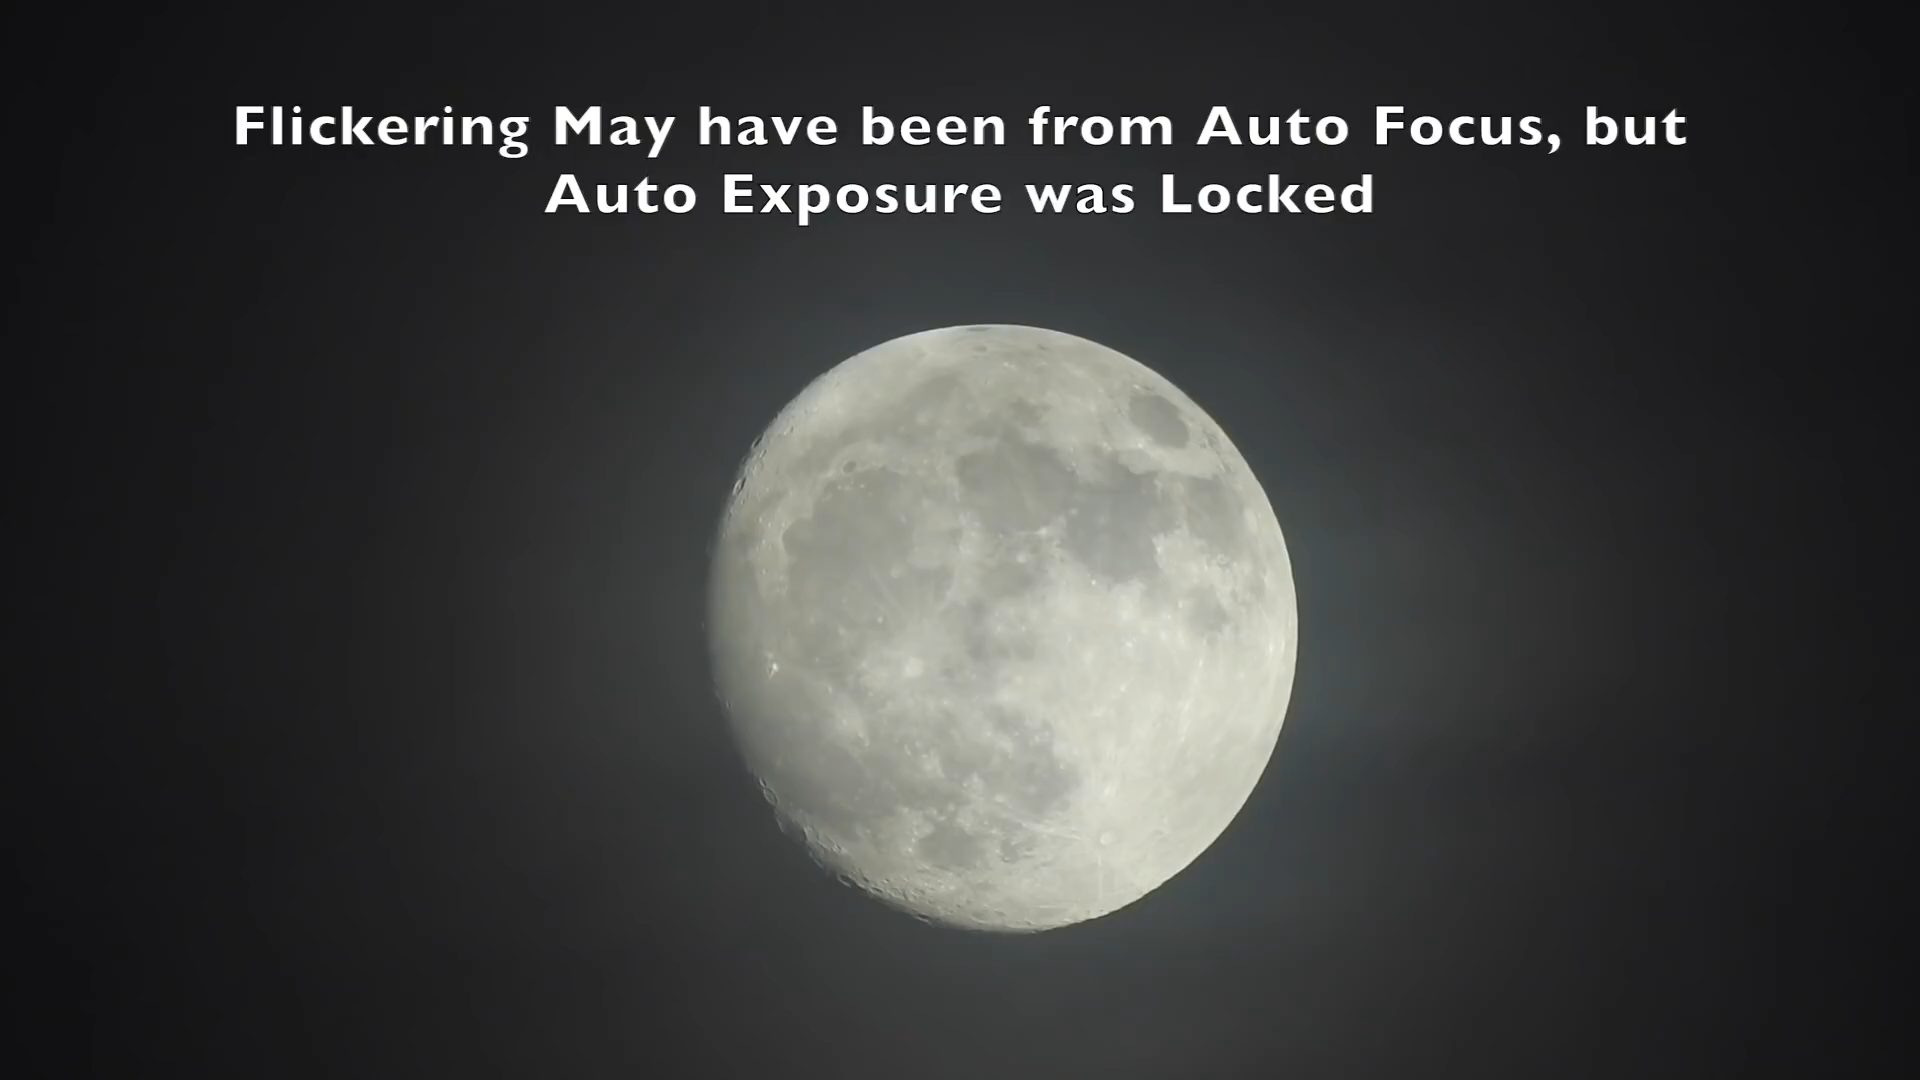 Flickering May have been from Auto Focus, but
Auto Exposure was Locked